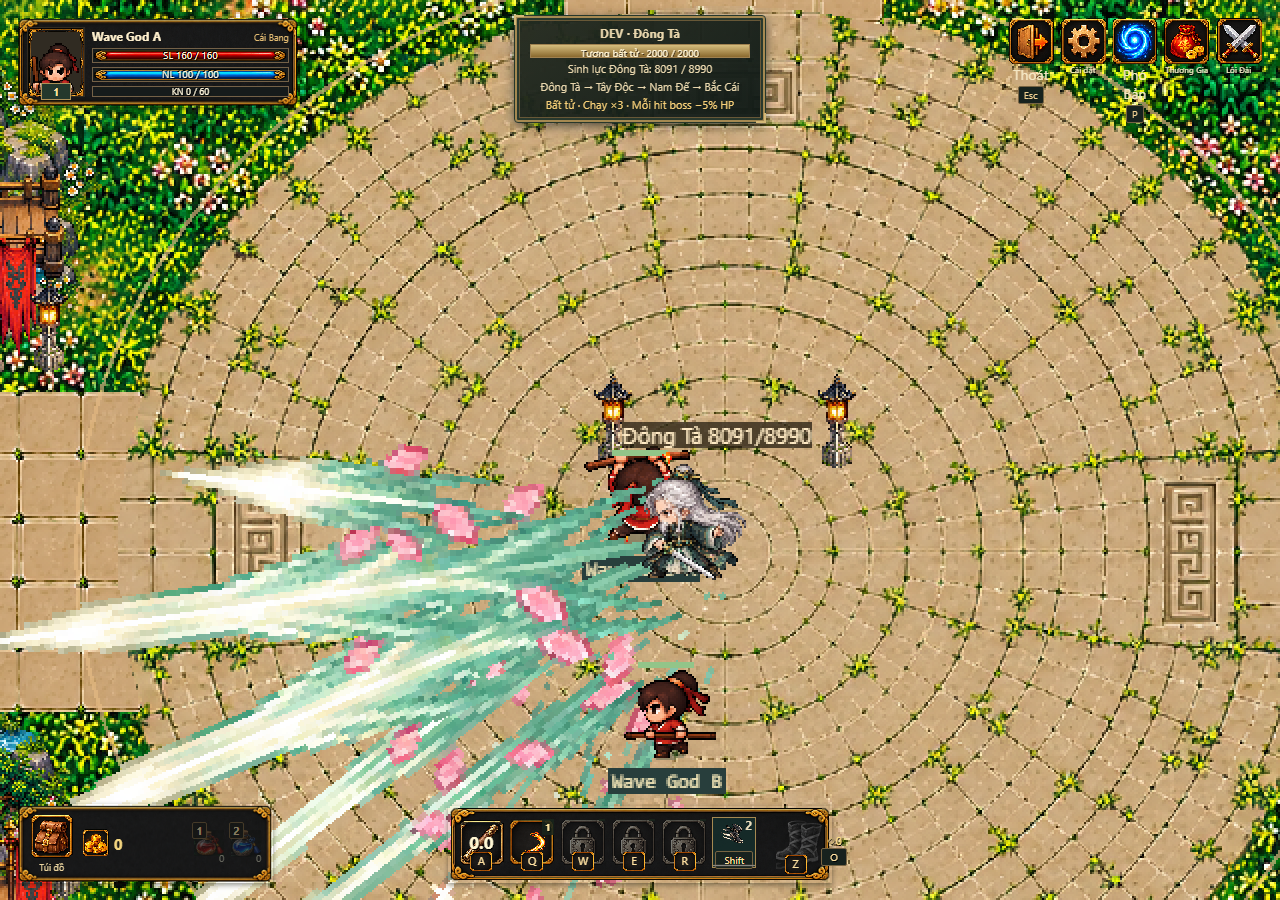 Wave God A
Cái Bang
SL 160 / 160
NL 100 / 100
KN 0 / 60
1
DEV · Đông Tà
Tượng bất tử · 2000 / 2000
Sinh lực Đông Tà: 8091 / 8990
Đông Tà → Tây Độc → Nam Đế → Bắc Cái
Bất tử · Chạy ×3 · Mỗi hit boss −5% HP
Thoát
Esc
P
Thương Gia
Lôi Đài
Đông Tà 8091/8990
Wave God B
Túi đồ
0
1
0
2
0
0.0
A
1
Q
W
E
R
2
Shift
Z
O